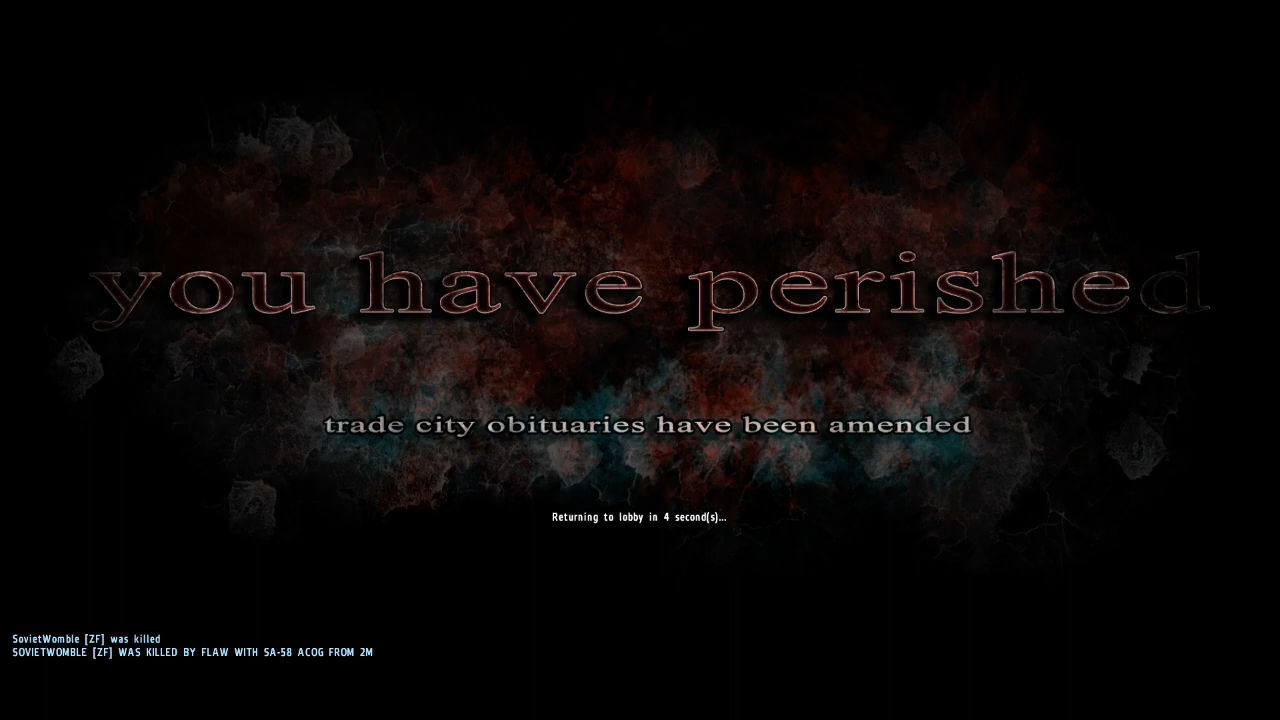 you have perished
trade city obituaries have been amended
Returning to lobby in 4 second(s)...
SovietWomble [ZF] was killed
SOVIETWOMBLE [ZF] WAS KILLED BY FLAW WITH SA-58 ACOG FROM 2M